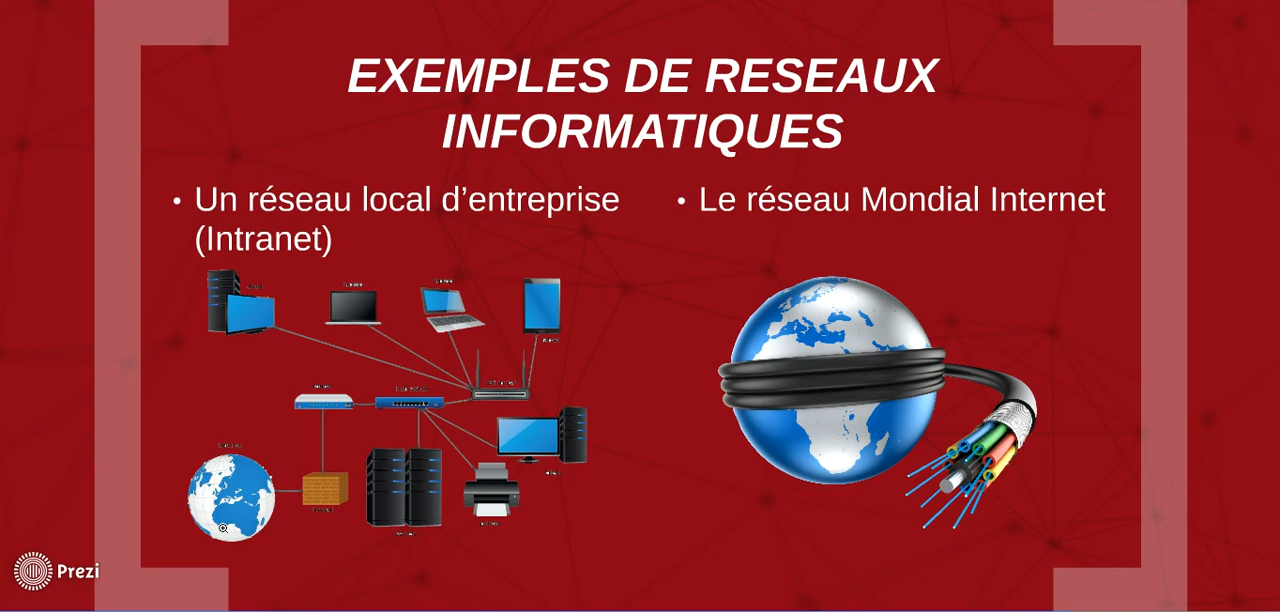 EXEMPLES DE RESEAUX
INFORMATIQUES
• Un réseau local d’entreprise
(Intranet)
• Le réseau Mondial Internet
Prezi